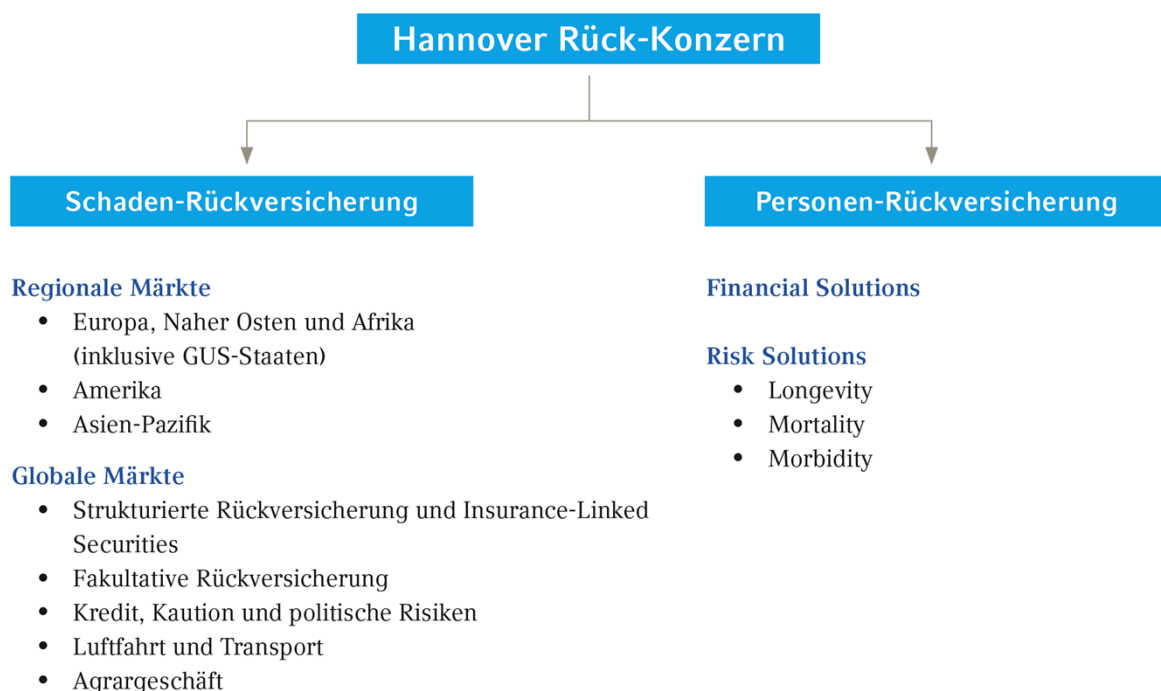 Hannover Rück-Konzern
Schaden-Rückversicherung
Regionale Märkte
• Europa, Naher Osten und Afrika
(inklusive GUS-Staaten)
• Amerika
• Asien-Pazifik
Globale Märkte
• Strukturierte Rückversicherung und Insurance-Linked
Securities
• Fakultative Rückversicherung
• Kredit, Kaution und politische Risiken
• Luftfahrt und Transport
• Agrargeschäft
Personen-Rückversicherung
Financial Solutions
Risk Solutions
• Longevity
• Mortality
• Morbidity